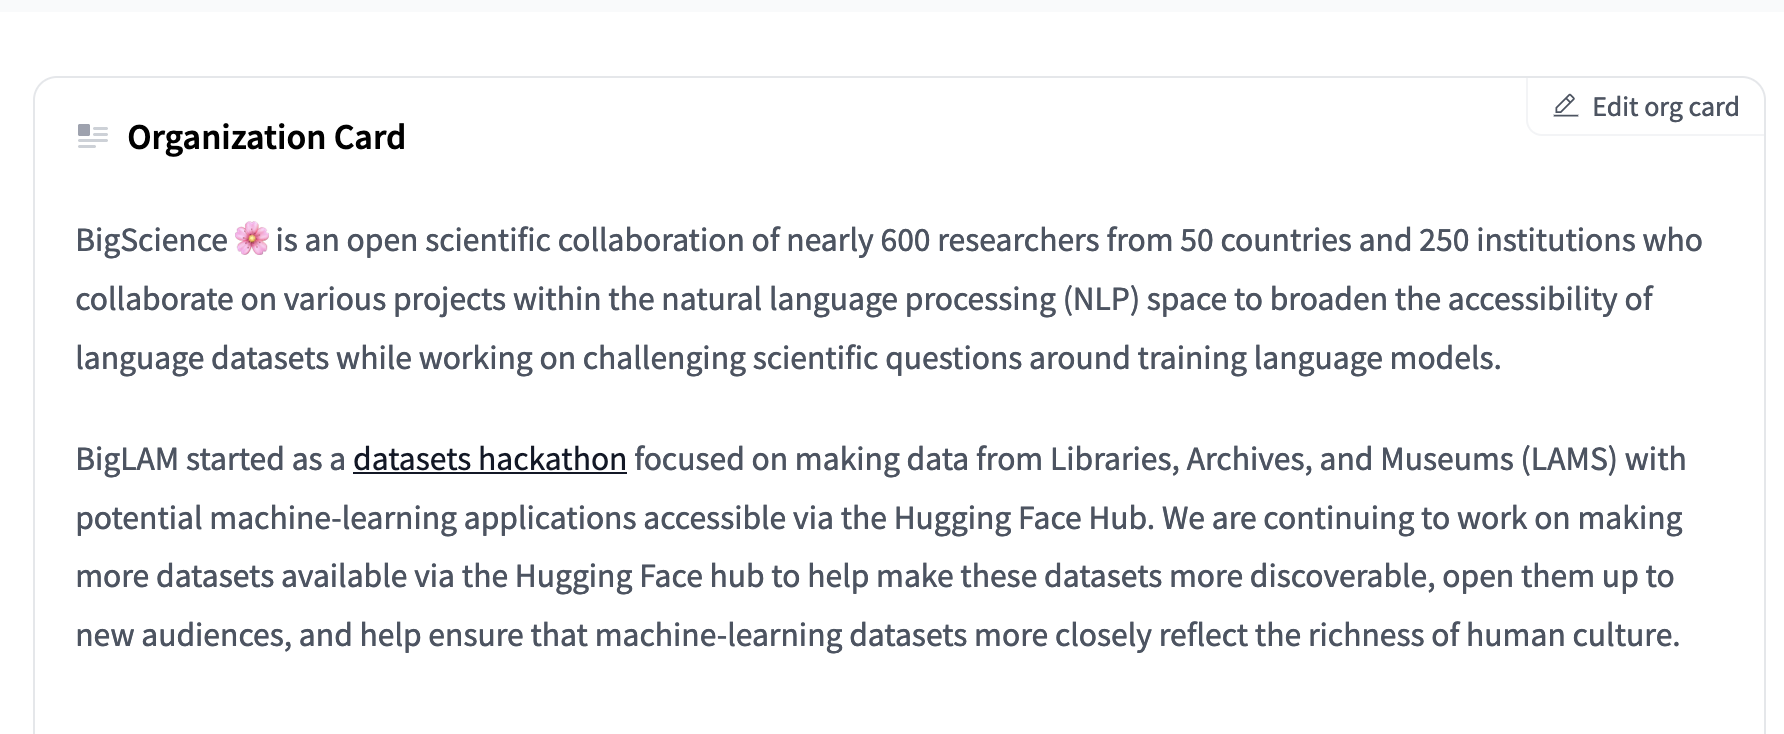 Edit org card
Organization Card
BigScience 🌸 is an open scientific collaboration of nearly 600 researchers from 50 countries and 250 institutions who
collaborate on various projects within the natural language processing (NLP) space to broaden the accessibility of
language datasets while working on challenging scientific questions around training language models.
BigLAM started as a datasets hackathon focused on making data from Libraries, Archives, and Museums (LAMS) with
potential machine-learning applications accessible via the Hugging Face Hub. We are continuing to work on making
more datasets available via the Hugging Face hub to help make these datasets more discoverable, open them up to
new audiences, and help ensure that machine-learning datasets more closely reflect the richness of human culture.